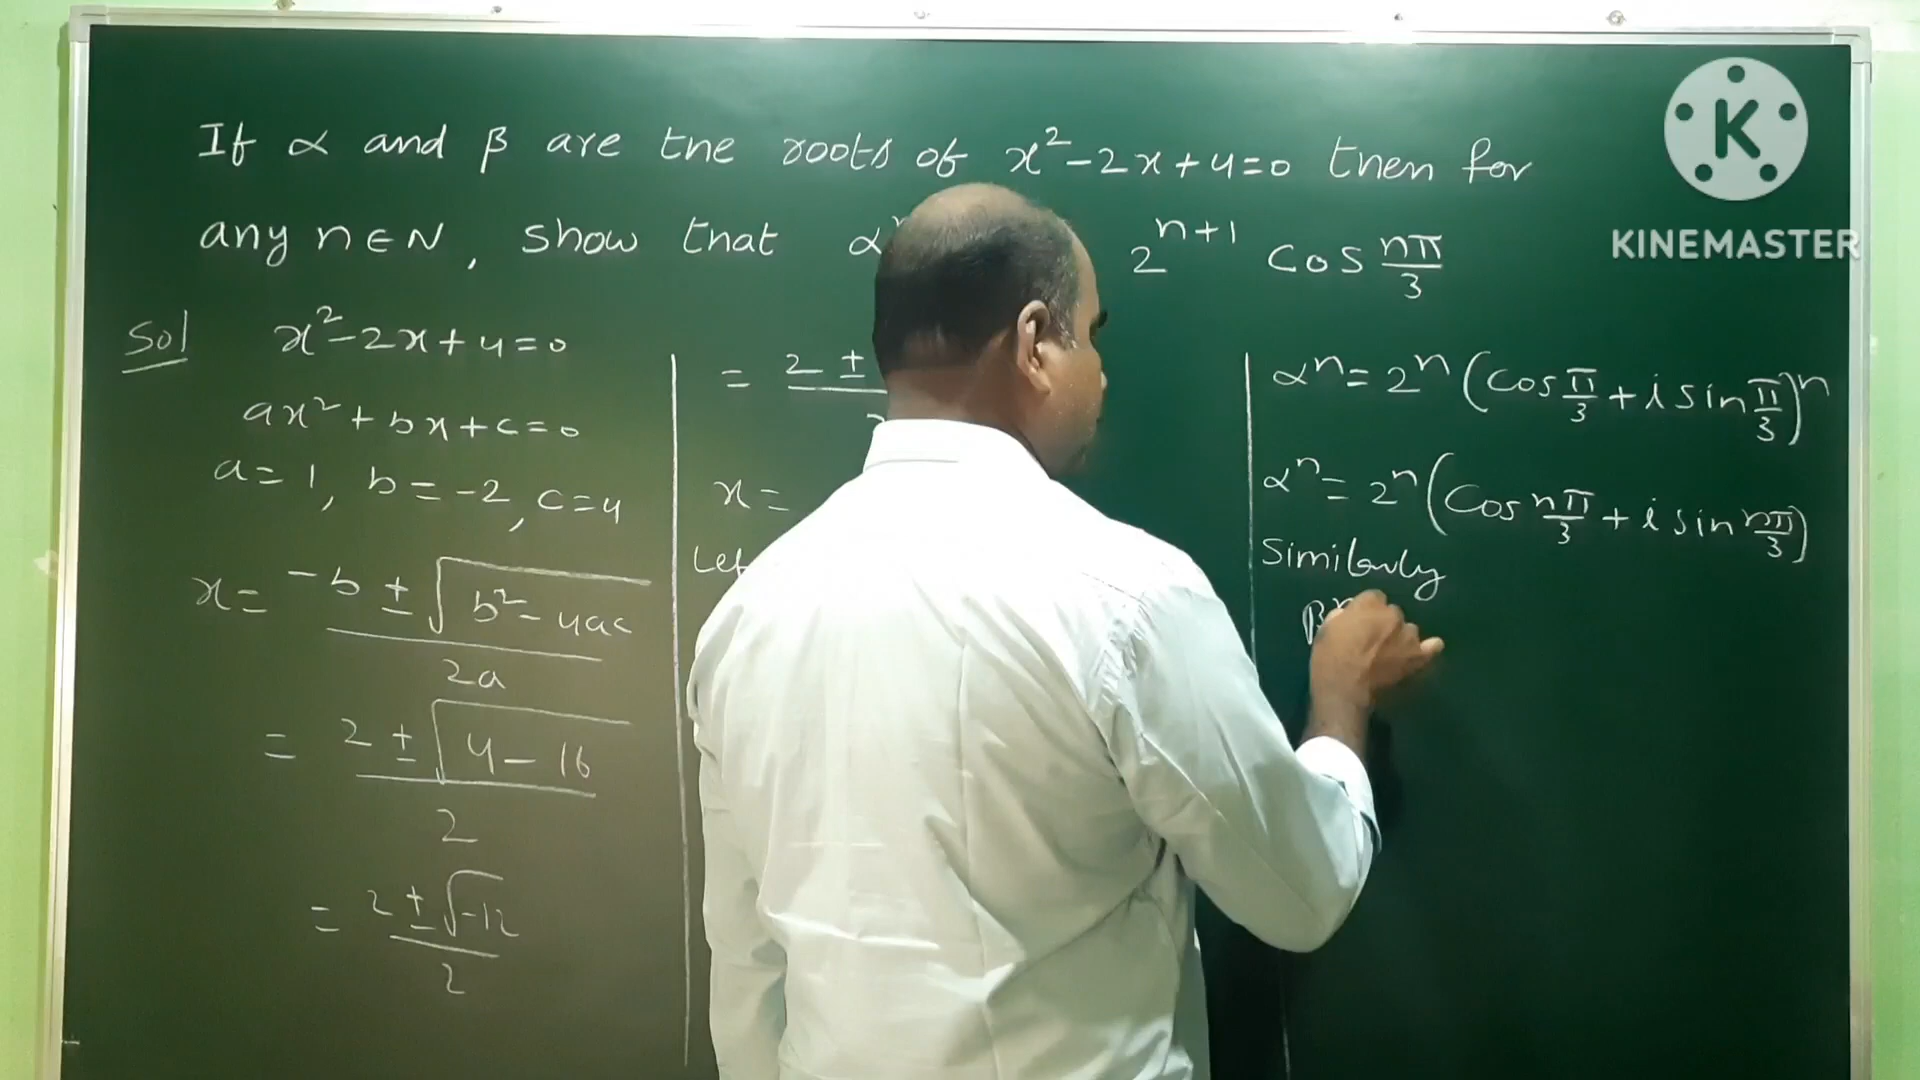 If α and β are the roots of x²-2x+4=0 then for
any n∈N, show that α 2^(n+1) cos nπ/3
Sol x²-2x+4=0
ax²+bx+c=0
a=1, b=-2, c=4
x= -b ± √(b²-4ac) / 2a
= 2 ± √(4-16) / 2
= 2 ± √-12 / 2
= 2 ±
x=
Let
αⁿ=2ⁿ(cos π/3 + i sin π/3)ⁿ
αⁿ=2ⁿ(cos nπ/3 + i sin nπ/3)
Similarly
β
K
KINEMASTER